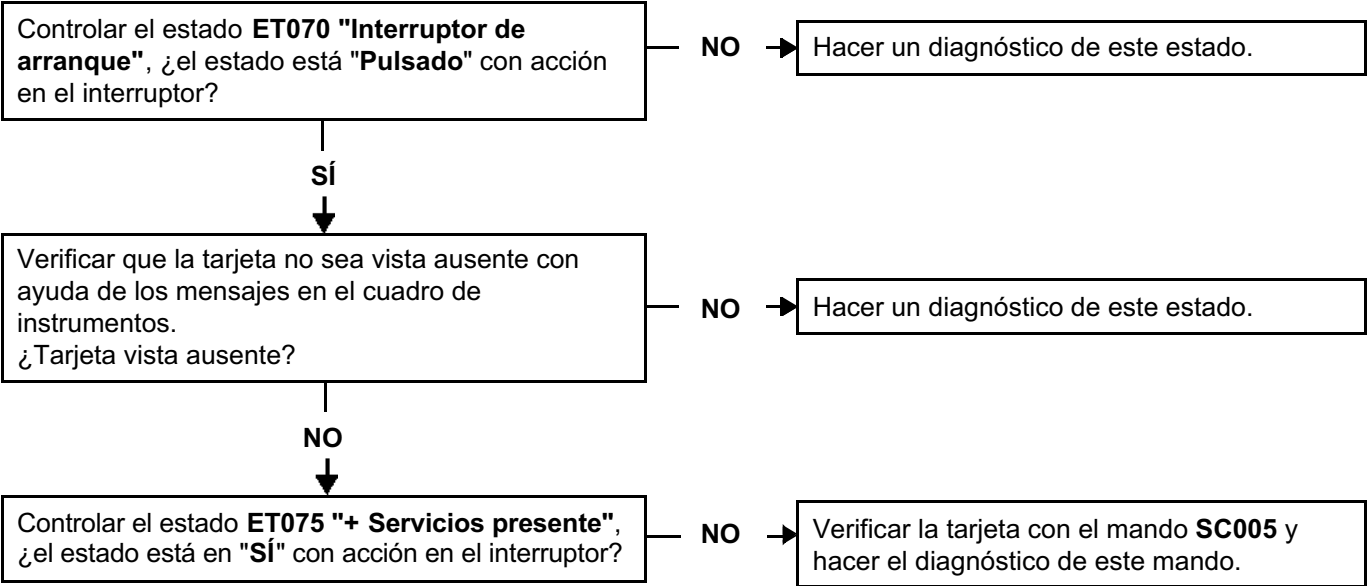 Controlar el estado ET070 "Interruptor de
arranque", ¿el estado está "Pulsado" con acción
en el interruptor?
NO
Hacer un diagnóstico de este estado.
SÍ
Verificar que la tarjeta no sea vista ausente con
ayuda de los mensajes en el cuadro de
instrumentos.
¿Tarjeta vista ausente?
NO
Hacer un diagnóstico de este estado.
NO
Controlar el estado ET075 "+ Servicios presente",
¿el estado está en "SÍ" con acción en el interruptor?
NO
Verificar la tarjeta con el mando SC005 y
hacer el diagnóstico de este mando.